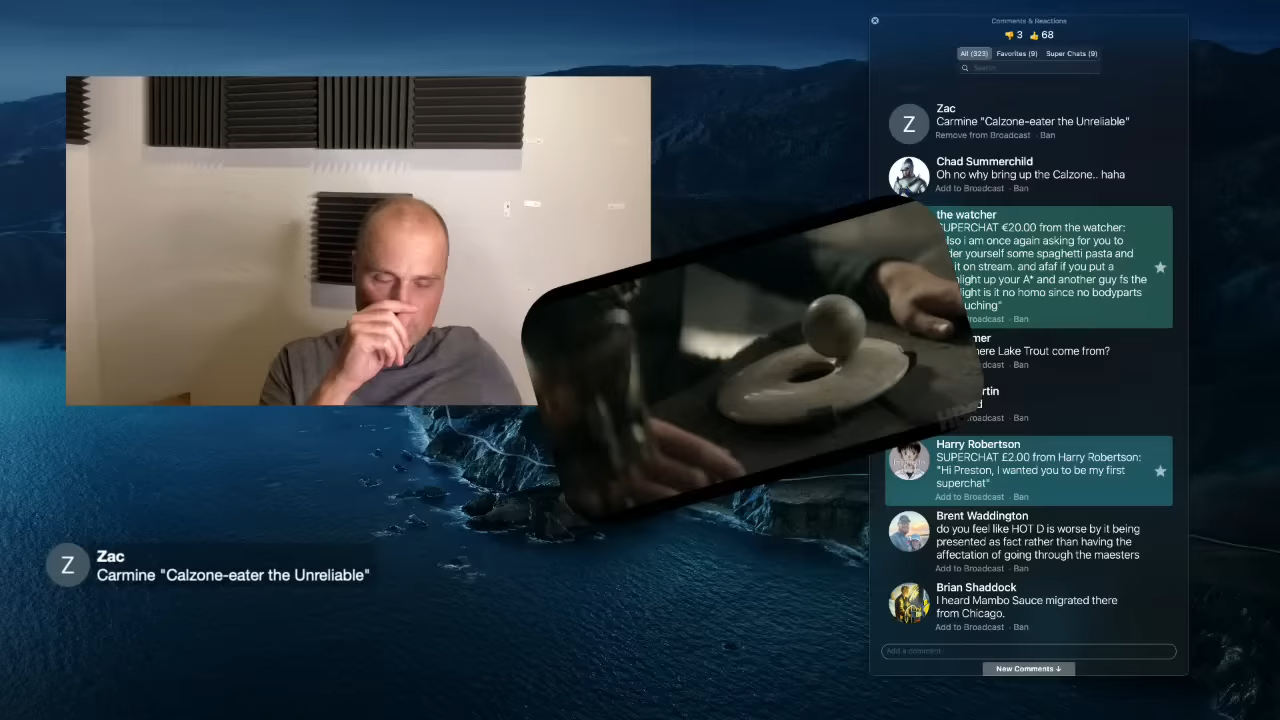 Comments & Reactions
👎 3 👍 68
All (323) Favorites (9) Super Chats (9)
Search
Z
Zac
Carmine "Calzone-eater the Unreliable"
Remove from Broadcast · Ban
Chad Summerchild
Oh no why bring up the Calzone.. haha
Add to Broadcast · Ban
the watcher
SUPERCHAT €20.00 from the watcher:
lso i am once again asking for you to
der yourself some spaghetti pasta and
it on stream. and afaf if you put a
nlight up your A* and another guy fs the
light is it no homo since no bodyparts
uching"
roadcast · Ban
mer
here Lake Trout come from?
roadcast · Ban
rtin
d
roadcast · Ban
Harry Robertson
SUPERCHAT £2.00 from Harry Robertson:
"Hi Preston, I wanted you to be my first
superchat"
Add to Broadcast · Ban
Brent Waddington
do you feel like HOT D is worse by it being
presented as fact rather than having the
affectation of going through the maesters
Add to Broadcast · Ban
Brian Shaddock
I heard Mambo Sauce migrated there
from Chicago.
Add to Broadcast · Ban
Add a comment
New Comments ↓
Z
Zac
Carmine "Calzone-eater the Unreliable"